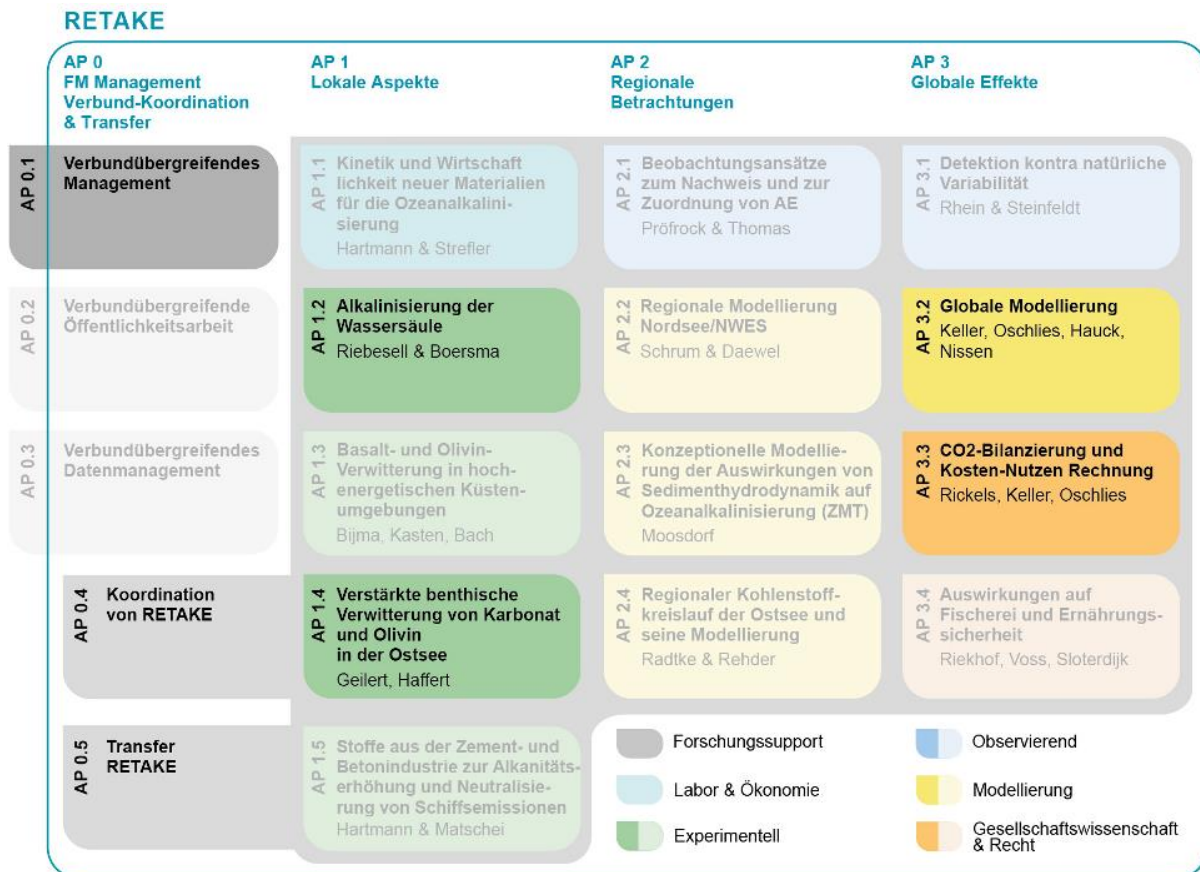 RETAKE
AP 0
FM Management
Verbund-Koordination
& Transfer
AP 1
Lokale Aspekte
AP 2
Regionale
Betrachtungen
AP 3
Globale Effekte
AP 0.1
Verbundübergreifendes
Management
AP 1.1
Kinetik und Wirtschaft
lichkeit neuer Materialien
für die Ozeanalkalini-
sierung
Hartmann & Strefler
AP 2.1
Beobachtungsansätze
zum Nachweis und zur
Zuordnung von AE
Pröfrock & Thomas
AP 3.1
Detektion kontra natürliche
Variabilität
Rhein & Steinfeldt
AP 0.2
Verbundübergreifende
Öffentlichkeitsarbeit
AP 1.2
Alkalinisierung der
Wassersäule
Riebesell & Boersma
AP 2.2
Regionale Modellierung
Nordsee/NWES
Schrum & Daewel
AP 3.2
Globale Modellierung
Keller, Oschlies, Hauck,
Nissen
AP 0.3
Verbundübergreifendes
Datenmanagement
AP 1.3
Basalt- und Olivin-
Verwitterung in hoch-
energetischen Küsten-
umgebungen
Bijma, Kasten, Bach
AP 2.3
Konzeptionelle Modellie-
rung der Auswirkungen von
Sedimenthydrodynamik auf
Ozeanalkalinisierung (ZMT)
Moosdorf
AP 3.3
CO2-Bilanzierung und
Kosten-Nutzen Rechnung
Rickels, Keller, Oschlies
AP 0.4
Koordination
von RETAKE
AP 1.4
Verstärkte benthische
Verwitterung von Karbonat
und Olivin
in der Ostsee
Geilert, Haffert
AP 2.4
Regionaler Kohlenstoff-
kreislauf der Ostsee und
seine Modellierung
Radtke & Rehder
AP 3.4
Auswirkungen auf
Fischerei und Ernährungs-
sicherheit
Riekhof, Voss, Sloterdijk
AP 0.5
Transfer
RETAKE
AP 1.5
Stoffe aus der Zement- und
Betonindustrie zur Alkanitäts-
erhöhung und Neutralisie-
rung von Schiffsemissionen
Hartmann & Matschei
Forschungssupport
Labor & Ökonomie
Experimentell
Observierend
Modellierung
Gesellschaftswissenschaft
& Recht